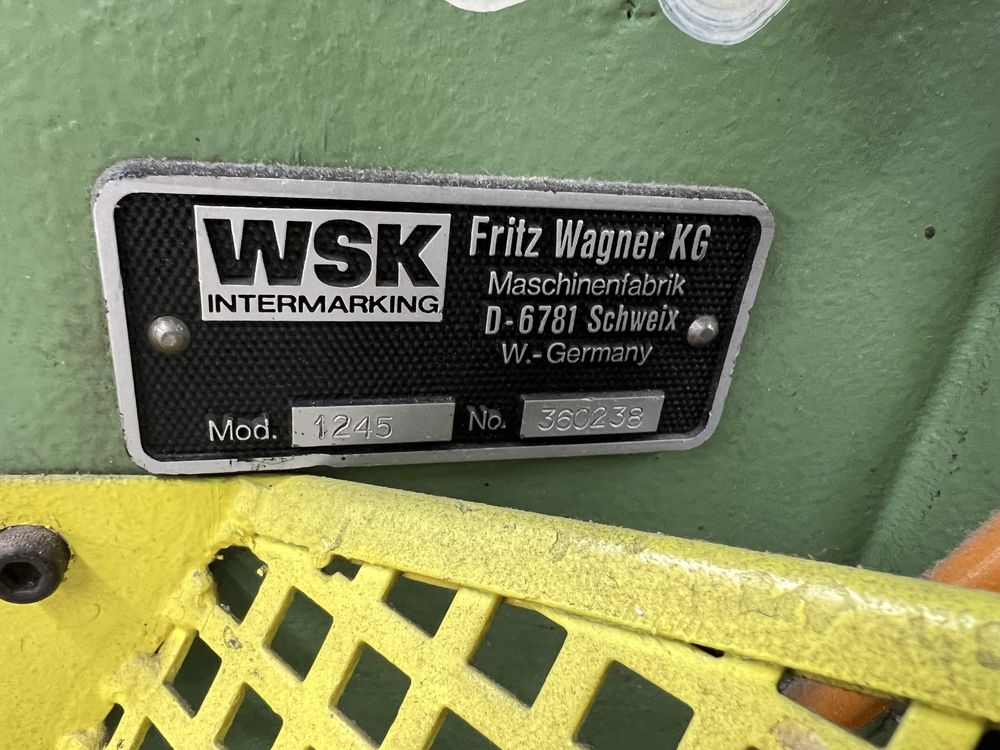 WSK
INTERMARKING
Fritz Wagner KG
Maschinenfabrik
D-6781 Schweix
W.-Germany
Mod. 1245 No. 360238